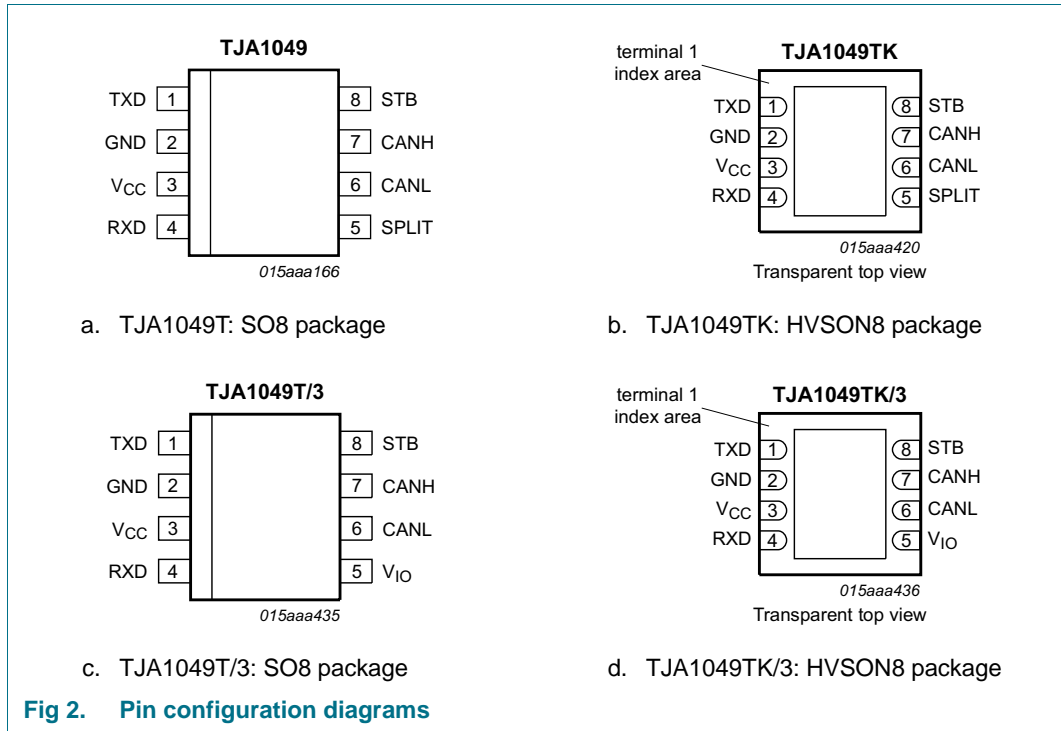 TJA1049
TXD 1
GND 2
VCC 3
RXD 4
8 STB
7 CANH
6 CANL
5 SPLIT
015aaa166
a. TJA1049T: SO8 package
terminal 1
index area
TJA1049TK
TXD 1
GND 2
VCC 3
RXD 4
8 STB
7 CANH
6 CANL
5 SPLIT
015aaa420
Transparent top view
b. TJA1049TK: HVSON8 package
TJA1049T/3
TXD 1
GND 2
VCC 3
RXD 4
8 STB
7 CANH
6 CANL
5 VIO
015aaa435
c. TJA1049T/3: SO8 package
terminal 1
index area
TJA1049TK/3
TXD 1
GND 2
VCC 3
RXD 4
8 STB
7 CANH
6 CANL
5 VIO
015aaa436
Transparent top view
d. TJA1049TK/3: HVSON8 package
Fig 2. Pin configuration diagrams